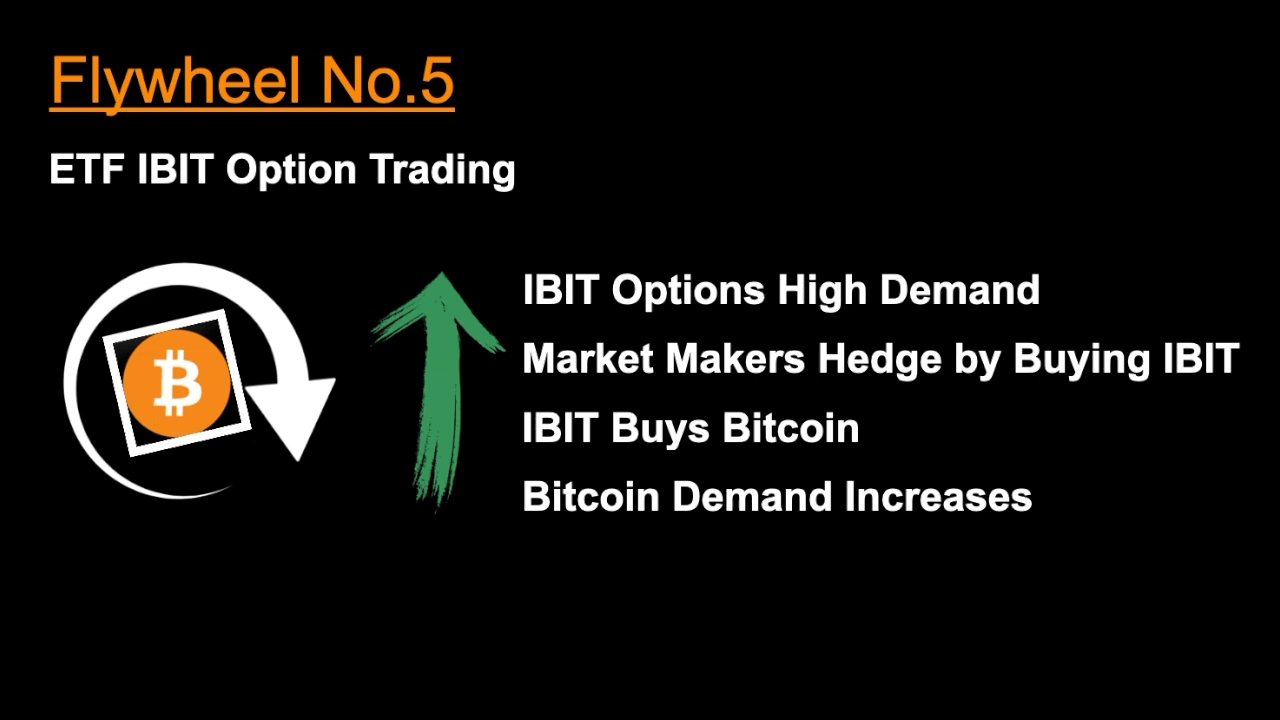 Flywheel No.5
ETF IBIT Option Trading
IBIT Options High Demand
Market Makers Hedge by Buying IBIT
IBIT Buys Bitcoin
Bitcoin Demand Increases